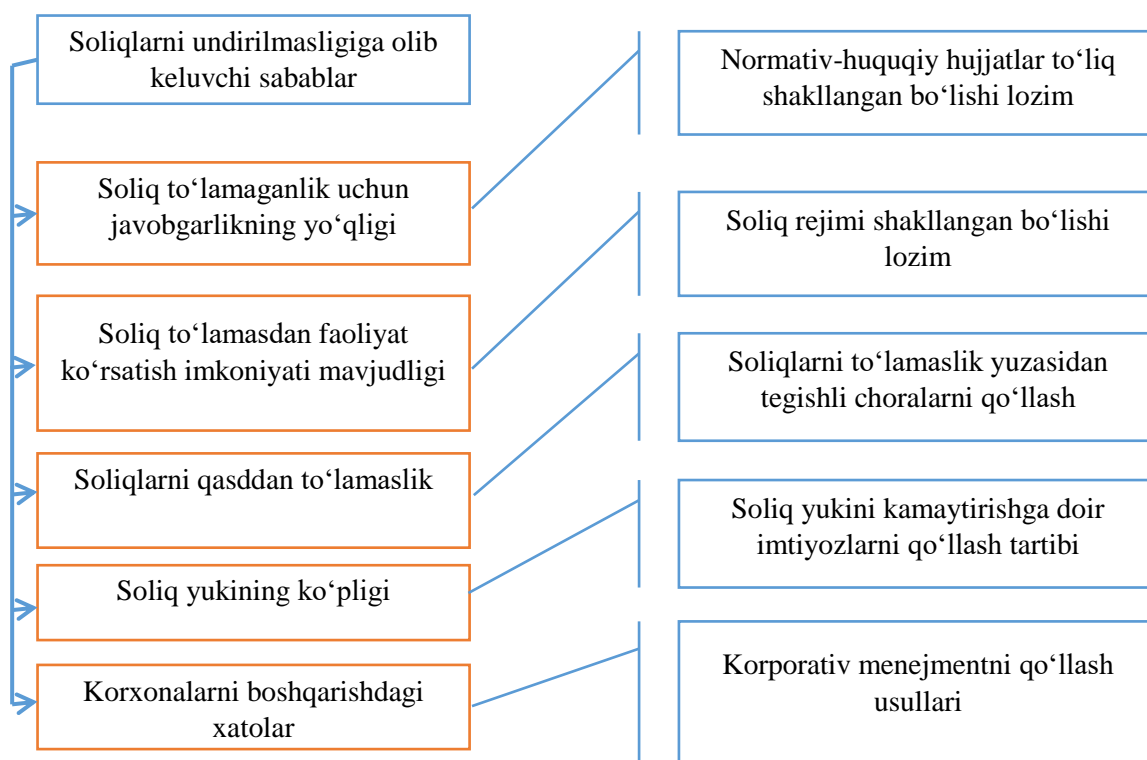 Soliqlarni undirilmasligiga olib
keluvchi sabablar
Soliq to‘lamaganlik uchun
javobgarlikning yo‘qligi
Soliq to‘lamasdan faoliyat
ko‘rsatish imkoniyati mavjudligi
Soliqlarni qasddan to‘lamaslik
Soliq yukining ko‘pligi
Korxonalarni boshqarishdagi
xatolar
Normativ-huquqiy hujjatlar to‘liq
shakllangan bo‘lishi lozim
Soliq rejimi shakllangan bo‘lishi
lozim
Soliqlarni to‘lamaslik yuzasidan
tegishli choralarni qo‘llash
Soliq yukini kamaytirishga doir
imtiyozlarni qo‘llash tartibi
Korporativ menejmentni qo‘llash
usullari